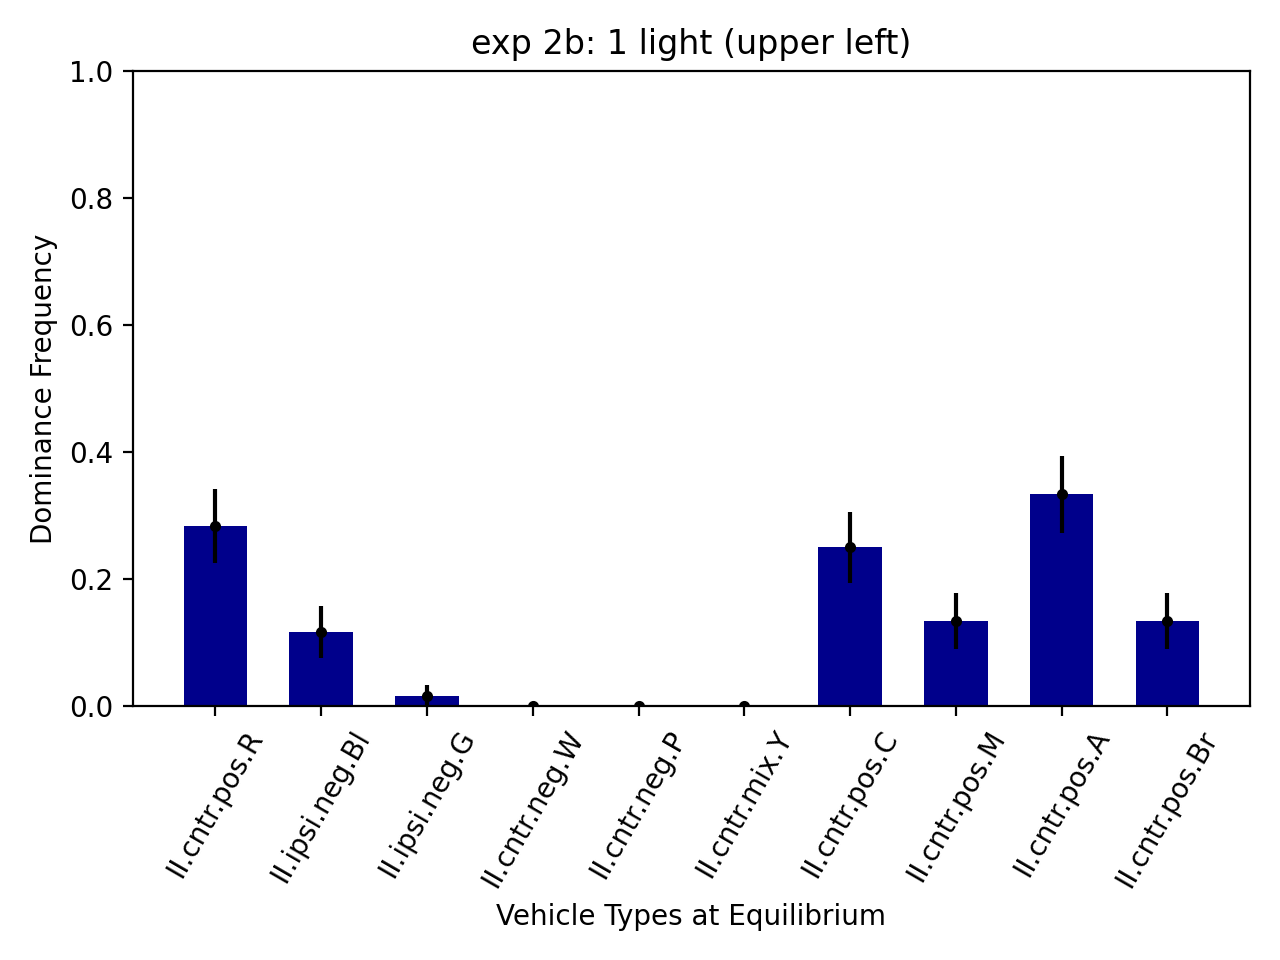 exp 2b: 1 light (upper left)
Dominance Frequency
1.0
0.8
0.6
0.4
0.2
0.0
II.cntr.pos.R
II.ipsi.neg.Bl
II.ipsi.neg.G
II.cntr.neg.W
II.cntr.neg.P
II.cntr.mix.Y
II.cntr.pos.C
II.cntr.pos.M
II.cntr.pos.A
II.cntr.pos.Br
Vehicle Types at Equilibrium